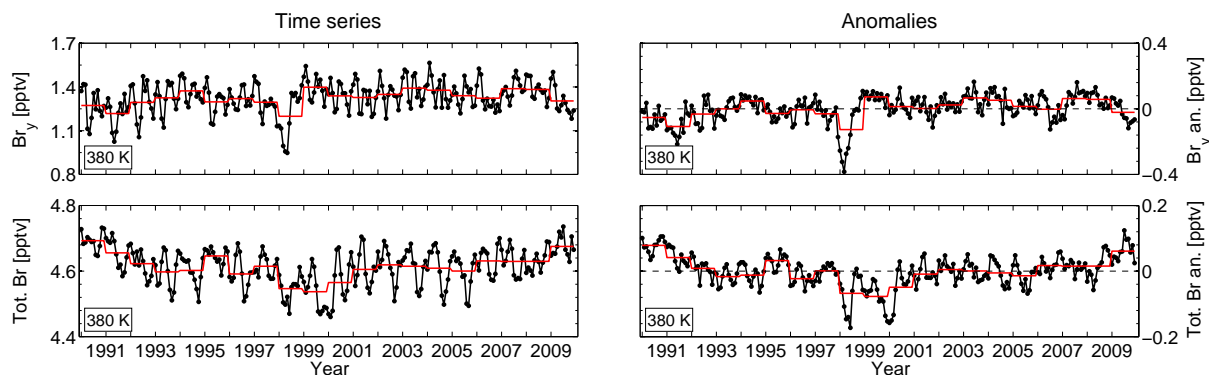 Time series
Anomalies
1.7
1.4
1.1
0.8
Br_y [pptv]
380 K
0.4
0
−0.4
Br_y an. [pptv]
380 K
4.8
4.6
4.4
Tot. Br [pptv]
380 K
1991 1993 1995 1997 1999 2001 2003 2005 2007 2009
Year
0.2
0
−0.2
Tot. Br an. [pptv]
380 K
1991 1993 1995 1997 1999 2001 2003 2005 2007 2009
Year